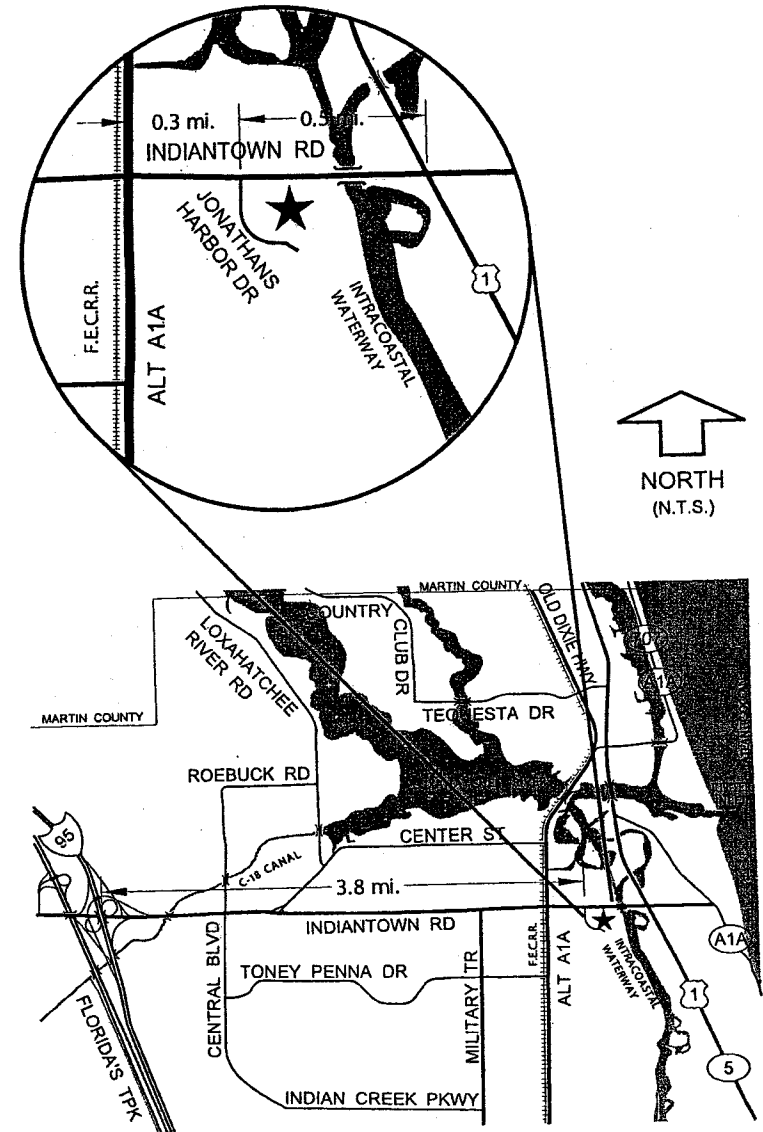 0.3 mi.
0.5 mi.
INDIANTOWN RD
JONATHANS
HARBOR DR
1
F.E.C.R.R.
ALT A1A
INTRACOASTAL
WATERWAY
NORTH
(N.T.S.)
MARTIN COUNTY
OLD DIXIE HWY
LOXAHATCHEE
RIVER RD
OUNTRY
CLUB DR
707
A1A
TEQUESTA DR
MARTIN COUNTY
ROEBUCK RD
95
CENTER ST
C-18 CANAL
3.8 mi.
INDIANTOWN RD
CENTRAL BLVD
TONEY PENNA DR
MILITARY TR
F.E.C.R.R.
ALT A1A
INTRACOASTAL
WATERWAY
A1A
1
FLORIDA'S TPK
INDIAN CREEK PKWY
5